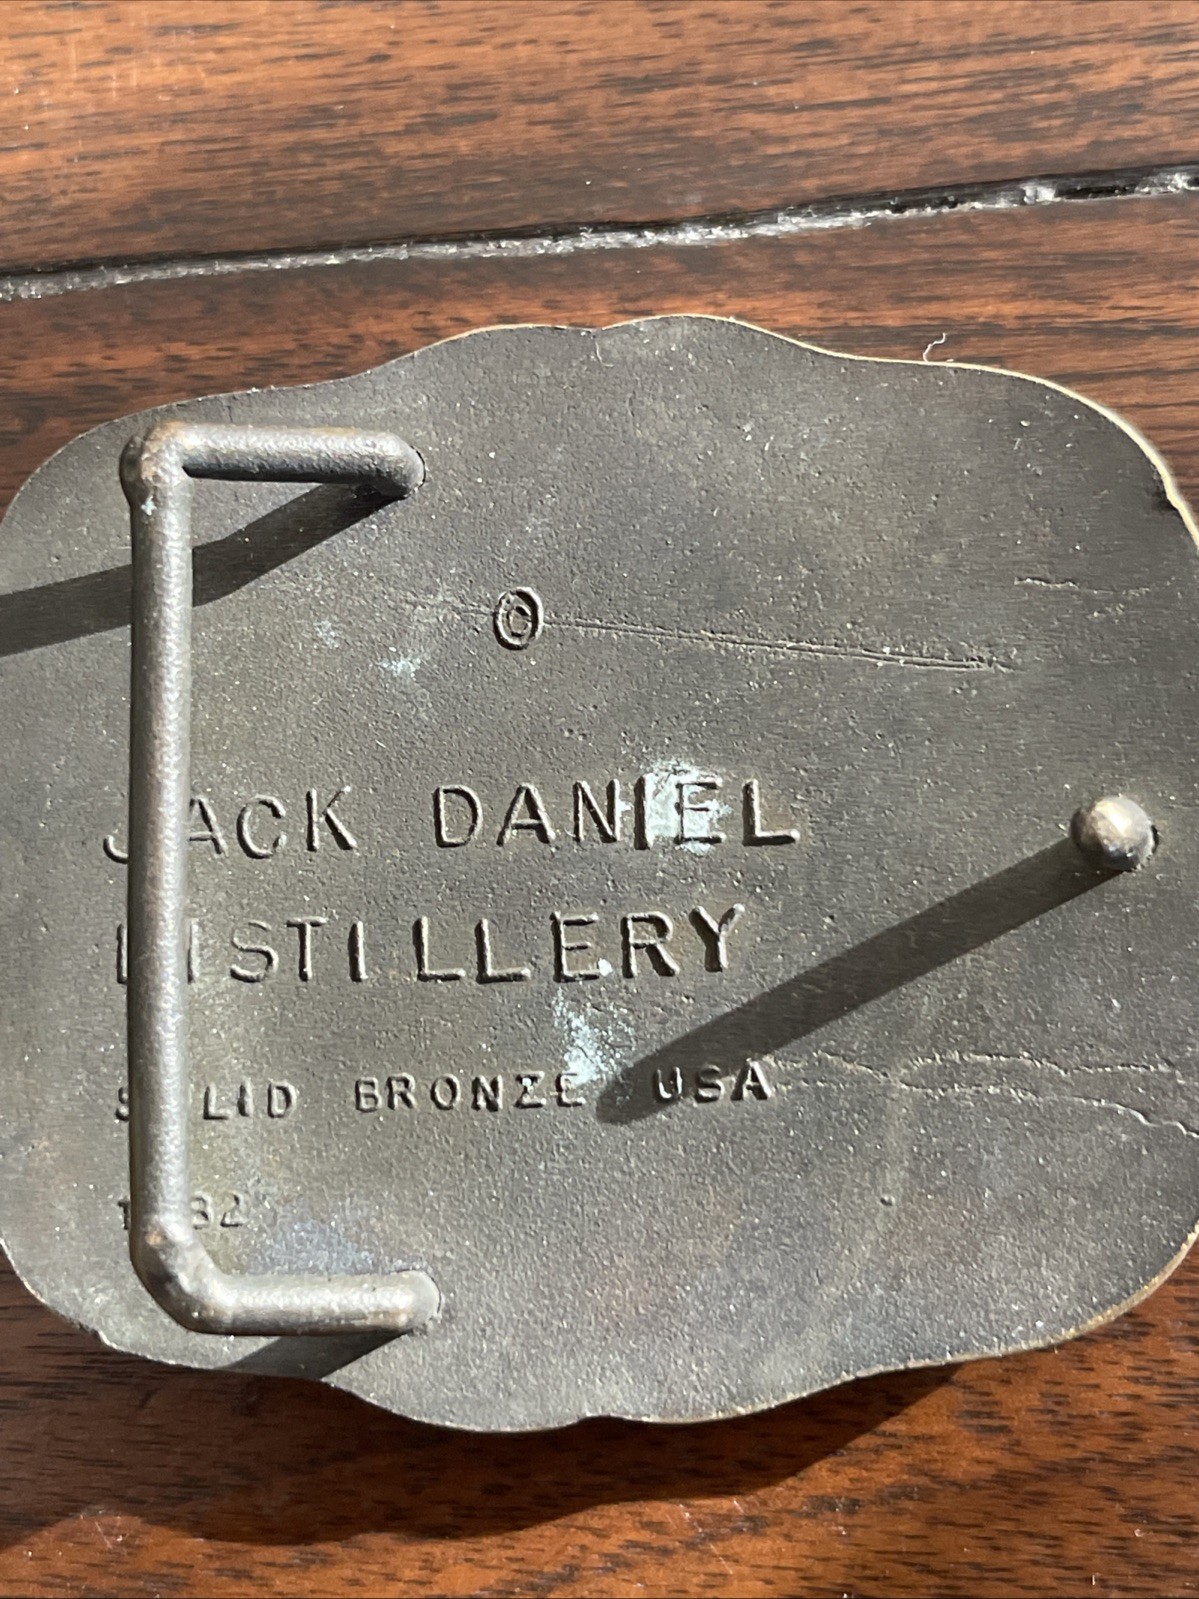 ©
JACK DANIEL
DISTILLERY
SOLID BRONZE USA